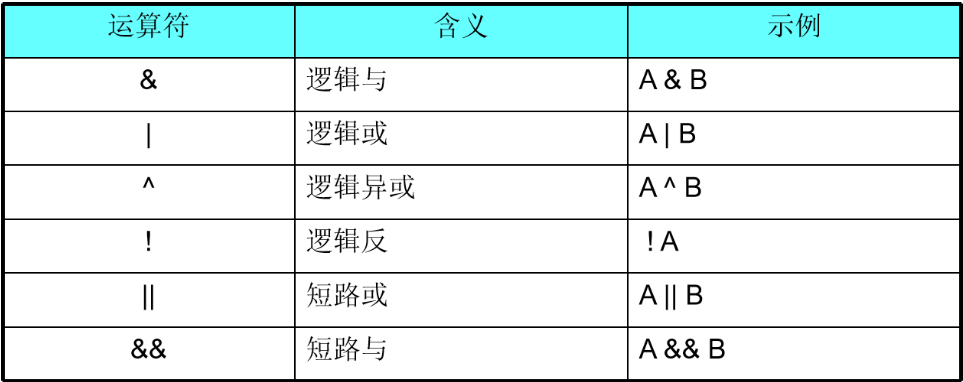 运算符 含义 示例
& 逻辑与 A & B
| 逻辑或 A | B
^ 逻辑异或 A ^ B
! 逻辑反 ! A
|| 短路或 A || B
&& 短路与 A && B